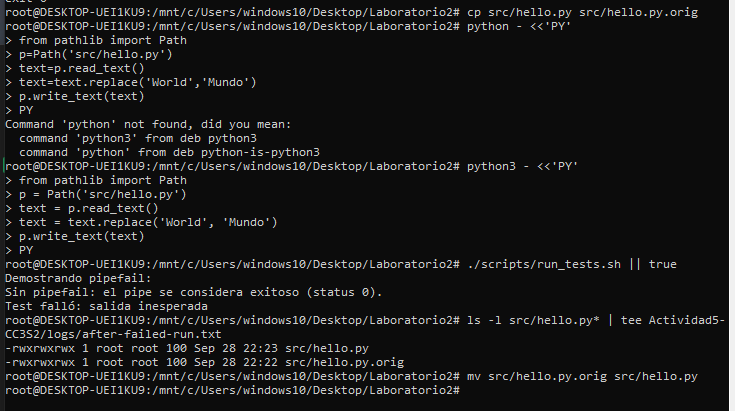 exit 0
root@DESKTOP-UEI1KU9:/mnt/c/Users/windows10/Desktop/Laboratorio2# cp src/hello.py src/hello.py.orig
root@DESKTOP-UEI1KU9:/mnt/c/Users/windows10/Desktop/Laboratorio2# python - <<'PY'
> from pathlib import Path
> p=Path('src/hello.py')
> text=p.read_text()
> text=text.replace('World','Mundo')
> p.write_text(text)
> PY
Command 'python' not found, did you mean:
  command 'python3' from deb python3
  command 'python' from deb python-is-python3
root@DESKTOP-UEI1KU9:/mnt/c/Users/windows10/Desktop/Laboratorio2# python3 - <<'PY'
> from pathlib import Path
> p = Path('src/hello.py')
> text = p.read_text()
> text = text.replace('World', 'Mundo')
> p.write_text(text)
> PY
root@DESKTOP-UEI1KU9:/mnt/c/Users/windows10/Desktop/Laboratorio2# ./scripts/run_tests.sh || true
Demostrando pipefail:
Sin pipefail: el pipe se considera exitoso (status 0).
Test falló: salida inesperada
root@DESKTOP-UEI1KU9:/mnt/c/Users/windows10/Desktop/Laboratorio2# ls -l src/hello.py* | tee Actividad5-
CC3S2/logs/after-failed-run.txt
-rwxrwxrwx 1 root root 100 Sep 28 22:23 src/hello.py
-rwxrwxrwx 1 root root 100 Sep 28 22:22 src/hello.py.orig
root@DESKTOP-UEI1KU9:/mnt/c/Users/windows10/Desktop/Laboratorio2# mv src/hello.py.orig src/hello.py
root@DESKTOP-UEI1KU9:/mnt/c/Users/windows10/Desktop/Laboratorio2#